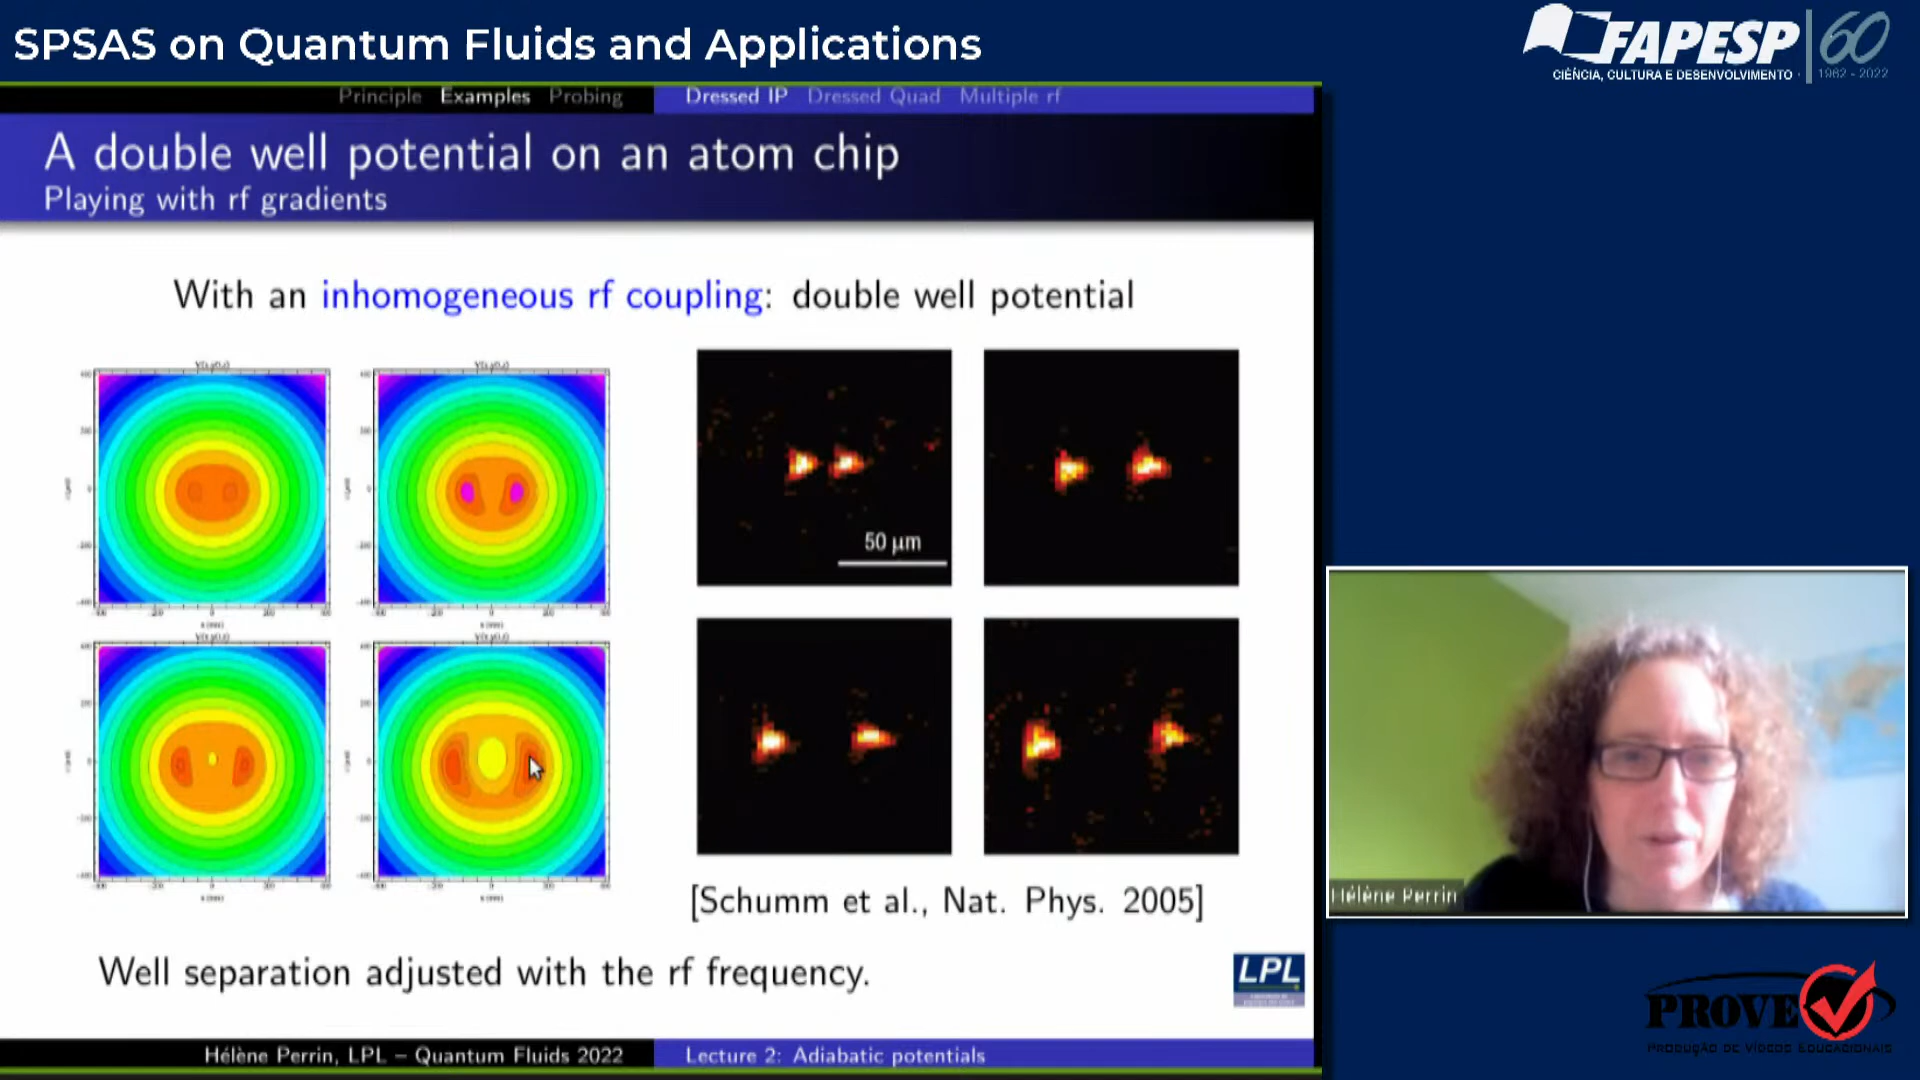 SPSAS on Quantum Fluids and Applications
FAPESP 60
CIÊNCIA, CULTURA E DESENVOLVIMENTO 1962 - 2022
Principle Examples Probing Dressed IP Dressed Quad Multiple rf
A double well potential on an atom chip
Playing with rf gradients
With an inhomogeneous rf coupling: double well potential
50 μm
[Schumm et al., Nat. Phys. 2005]
Well separation adjusted with the rf frequency.
LPL
Hélène Perrin, LPL – Quantum Fluids 2022 Lecture 2: Adiabatic potentials
Hélène Perrin
PROVE
PRODUÇÃO DE VÍDEOS EDUCACIONAIS